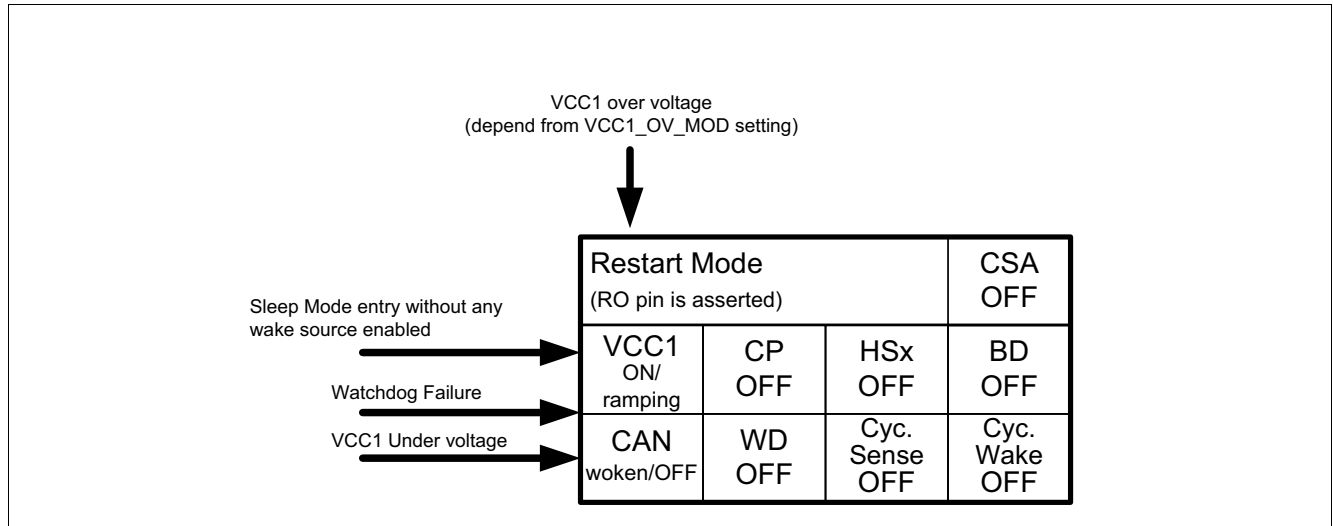 VCC1 over voltage
(depend from VCC1_OV_MOD setting)
Restart Mode
(RO pin is asserted)
CSA
OFF
Sleep Mode entry without any
wake source enabled
Watchdog Failure
VCC1 Under voltage
VCC1
ON/
ramping
CP
OFF
HSx
OFF
BD
OFF
CAN
woken/OFF
WD
OFF
Cyc.
Sense
OFF
Cyc.
Wake
OFF